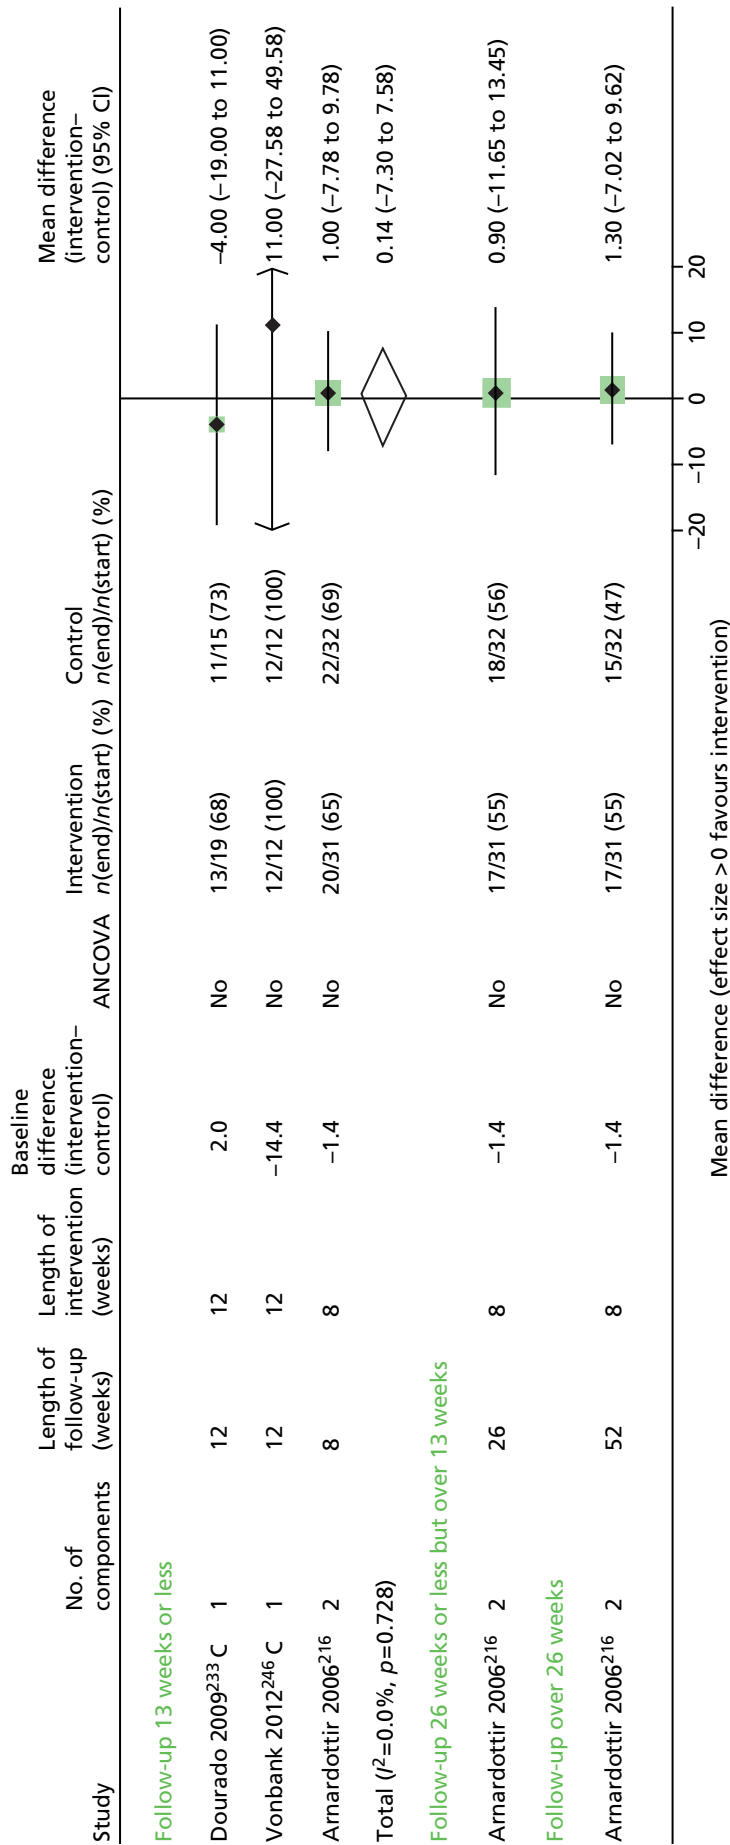 Study No. of components Length of follow-up (weeks) Length of intervention (weeks) Baseline difference (intervention–control) ANCOVA Intervention n(end)/n(start) (%) Control n(end)/n(start) (%) Mean difference (intervention–control) (95% CI)
Follow-up 13 weeks or less
Dourado 2009233 C 1 12 12 2.0 No 13/19 (68) 11/15 (73) –4.00 (–19.00 to 11.00)
Vonbank 2012246 C 1 12 12 –14.4 No 12/12 (100) 12/12 (100) 11.00 (–27.58 to 49.58)
Arnardottir 2006216 2 8 8 –1.4 No 20/31 (65) 22/32 (69) 1.00 (–7.78 to 9.78)
Total (I2=0.0%, p=0.728) 0.14 (–7.30 to 7.58)
Follow-up 26 weeks or less but over 13 weeks
Arnardottir 2006216 2 26 8 –1.4 No 17/31 (55) 18/32 (56) 0.90 (–11.65 to 13.45)
Follow-up over 26 weeks
Arnardottir 2006216 2 52 8 –1.4 No 17/31 (55) 15/32 (47) 1.30 (–7.02 to 9.62)
–20 –10 0 10 20
Mean difference (effect size >0 favours intervention)